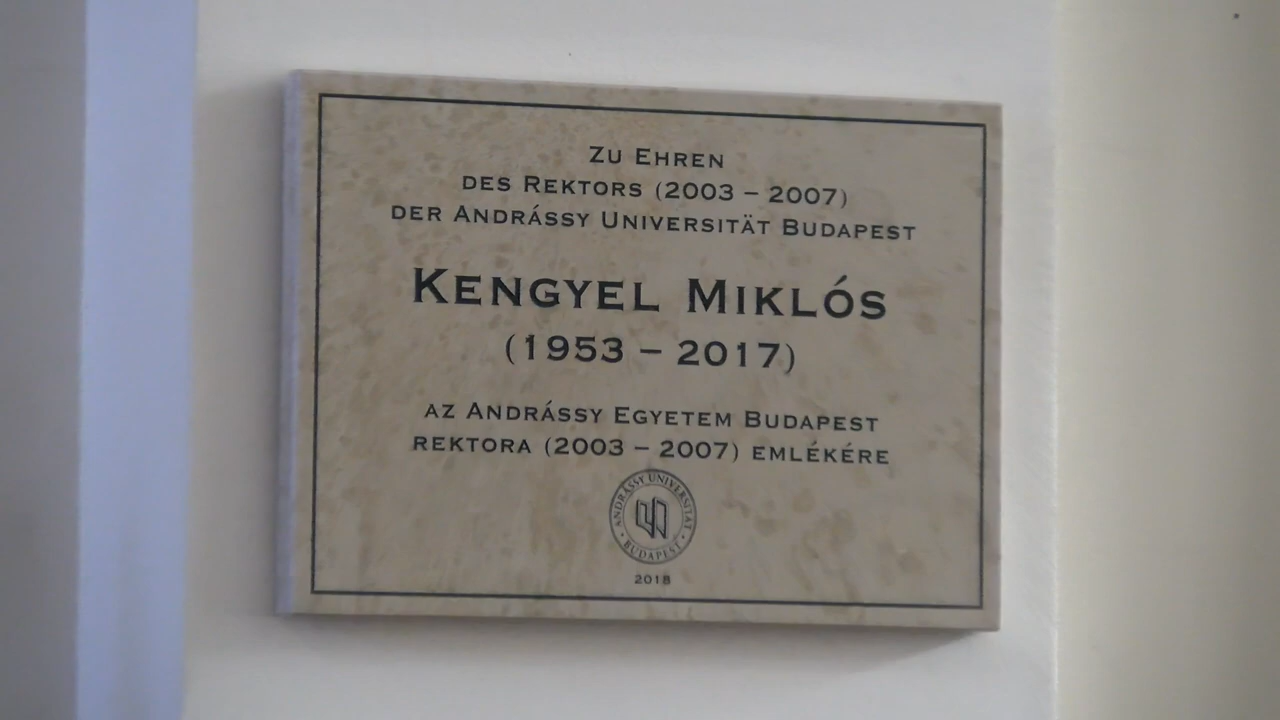 Zu Ehren
des Rektors (2003 – 2007)
der Andrássy Universität Budapest
Kengyel Miklós
(1953 – 2017)
az Andrássy Egyetem Budapest
rektora (2003 – 2007) emlékére
ANDRÁSSY UNIVERSITÄT
• BUDAPEST •
2018